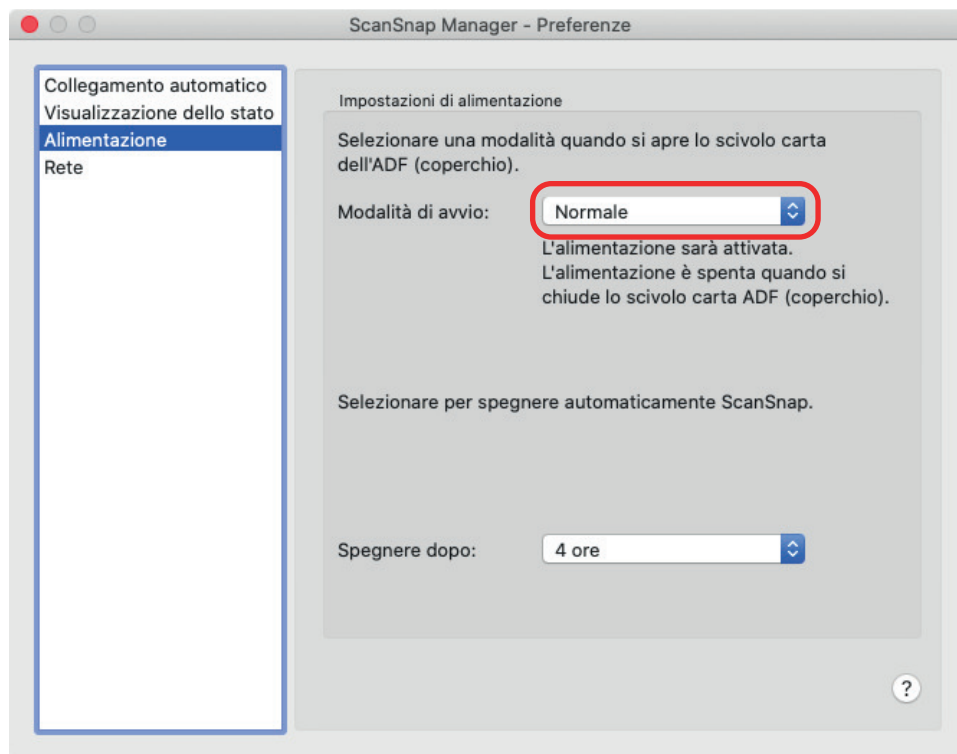 ScanSnap Manager - Preferenze
Collegamento automatico
Visualizzazione dello stato
Alimentazione
Rete
Impostazioni di alimentazione
Selezionare una modalità quando si apre lo scivolo carta
dell'ADF (coperchio).
Modalità di avvio:
Normale
L'alimentazione sarà attivata.
L'alimentazione è spenta quando si
chiude lo scivolo carta ADF (coperchio).
Selezionare per spegnere automaticamente ScanSnap.
Spegnere dopo:
4 ore
?